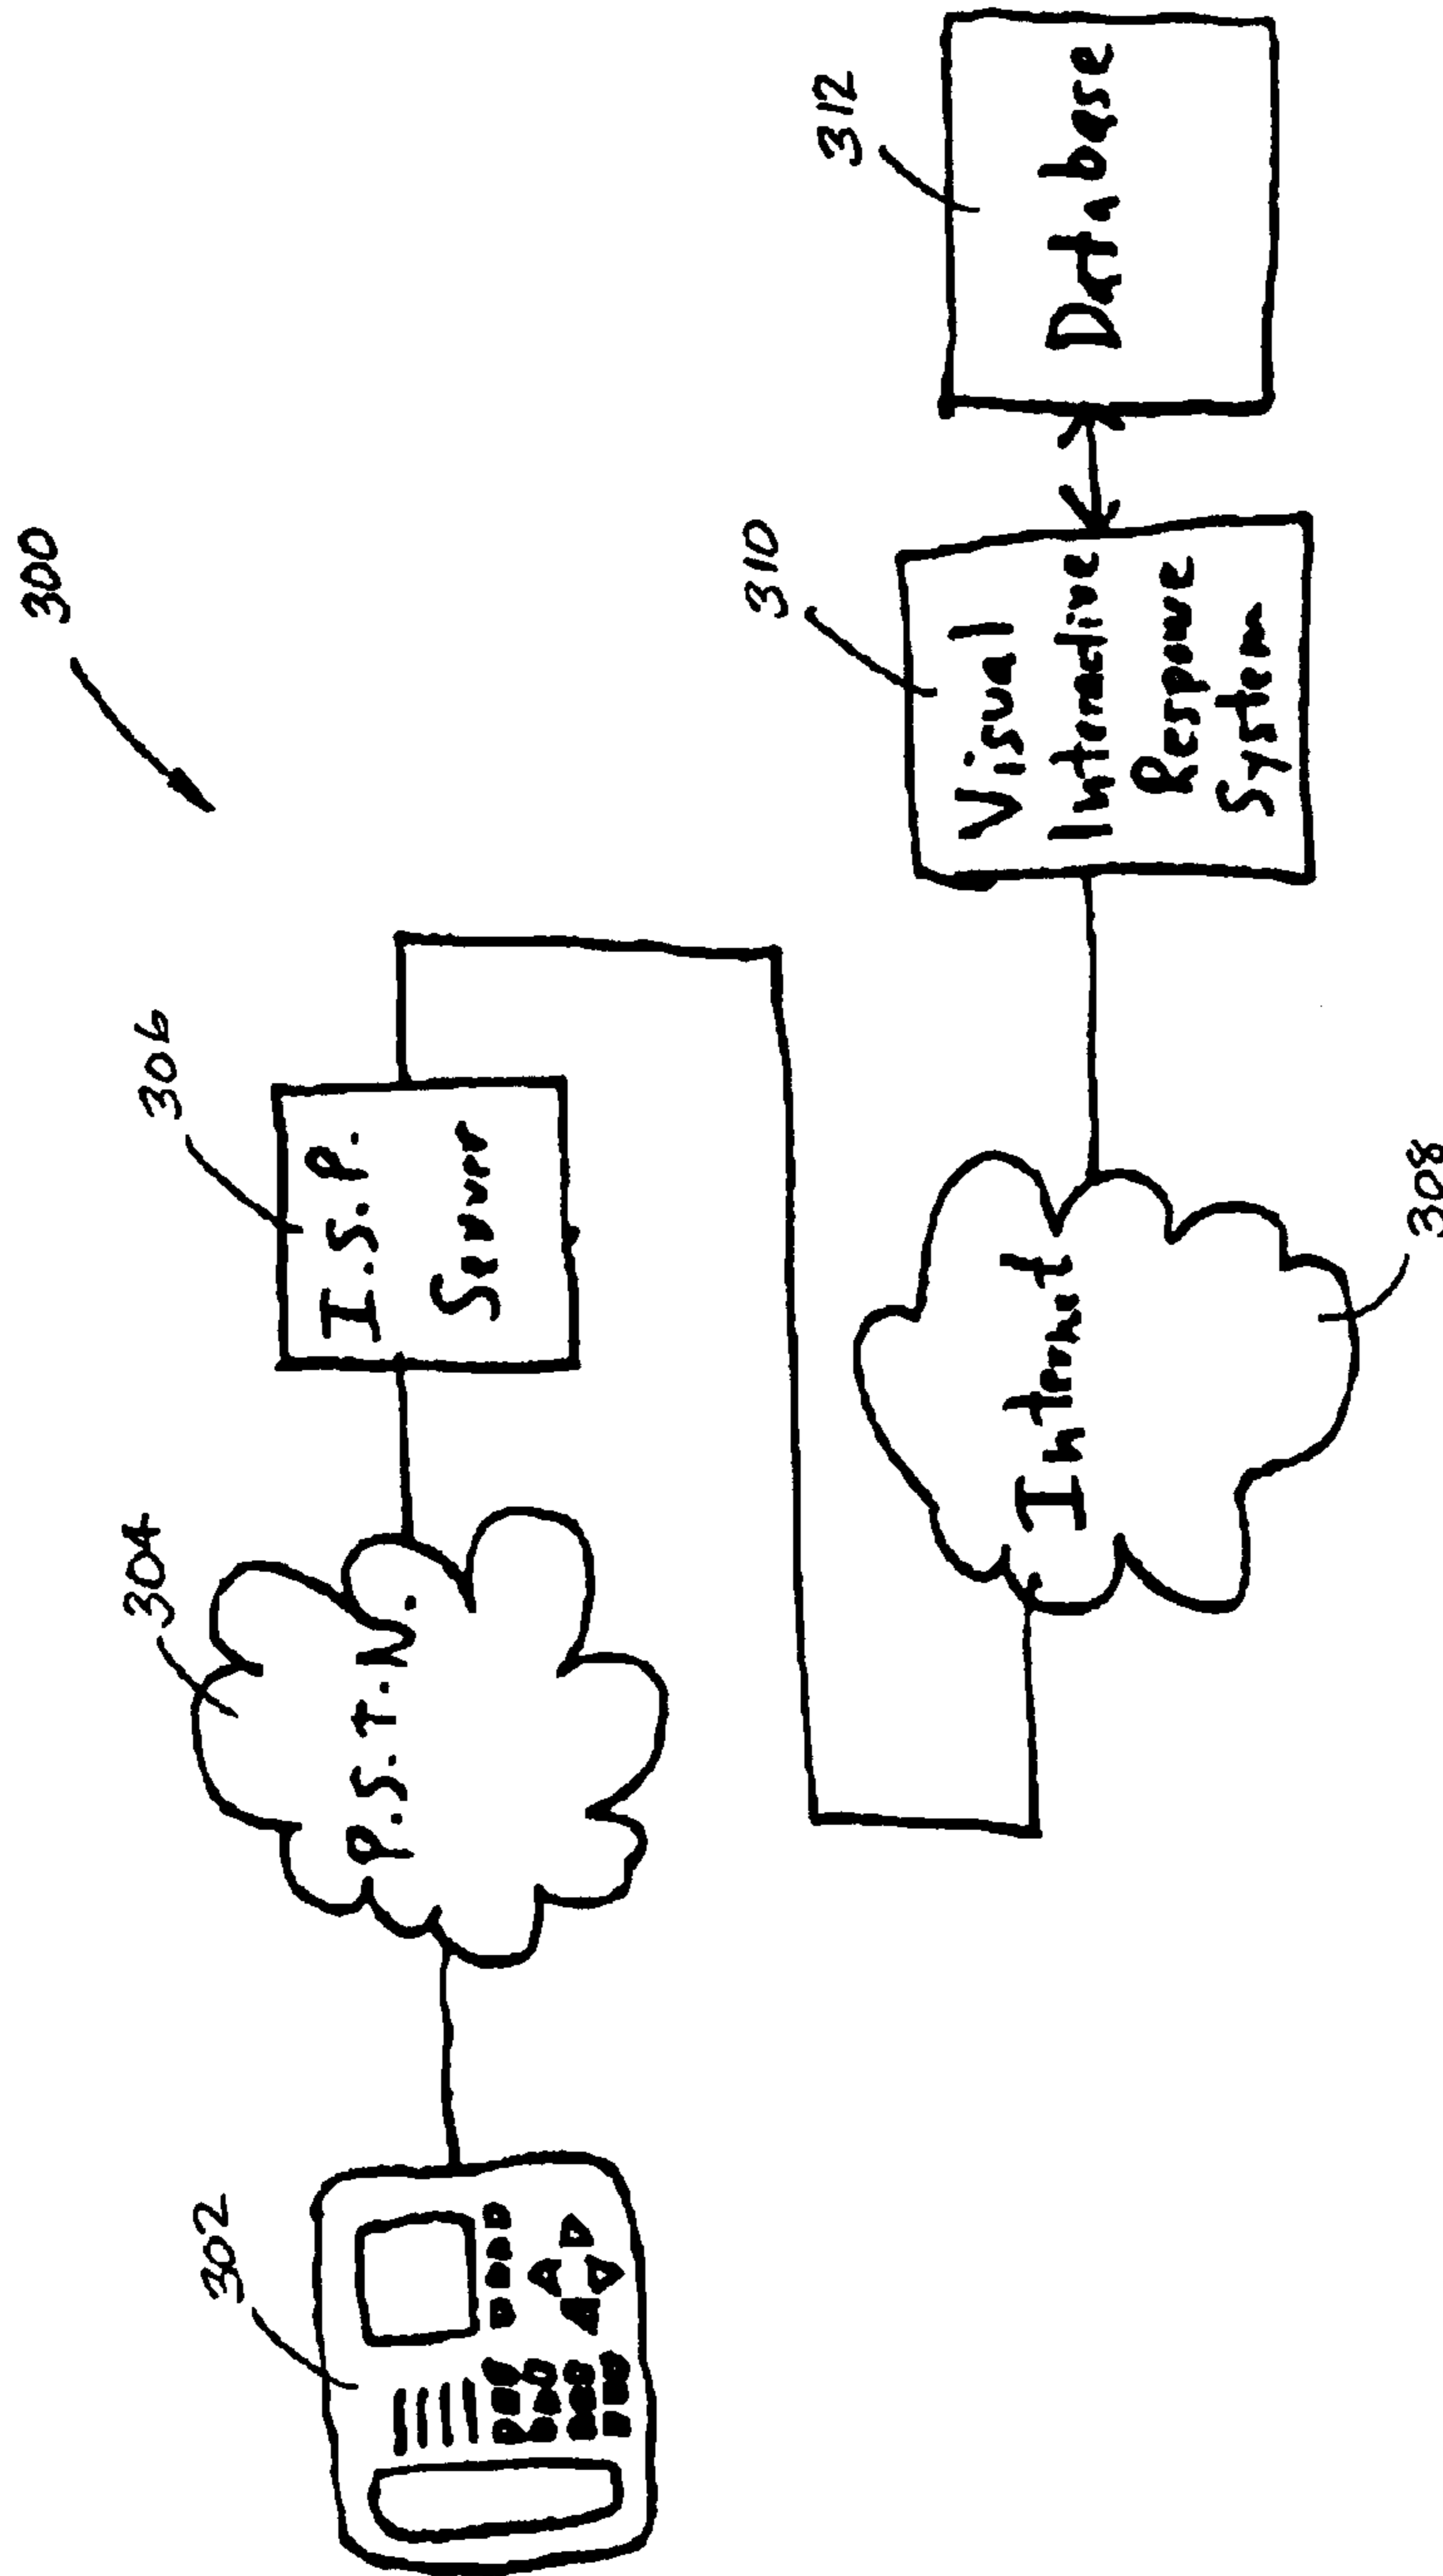 300
302
304
P.S.T.N.
306
I.S.P.
Server
308
Internet
310
Visual
Interactive
Response
System
312
Database